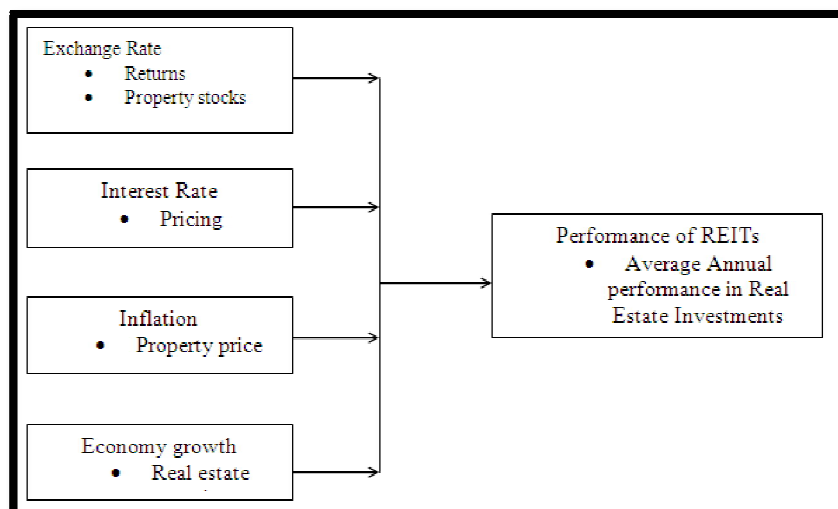 Exchange Rate
• Returns
• Property stocks
Interest Rate
• Pricing
Inflation
• Property price
Economy growth
• Real estate
Performance of REITs
• Average Annual
performance in Real
Estate Investments